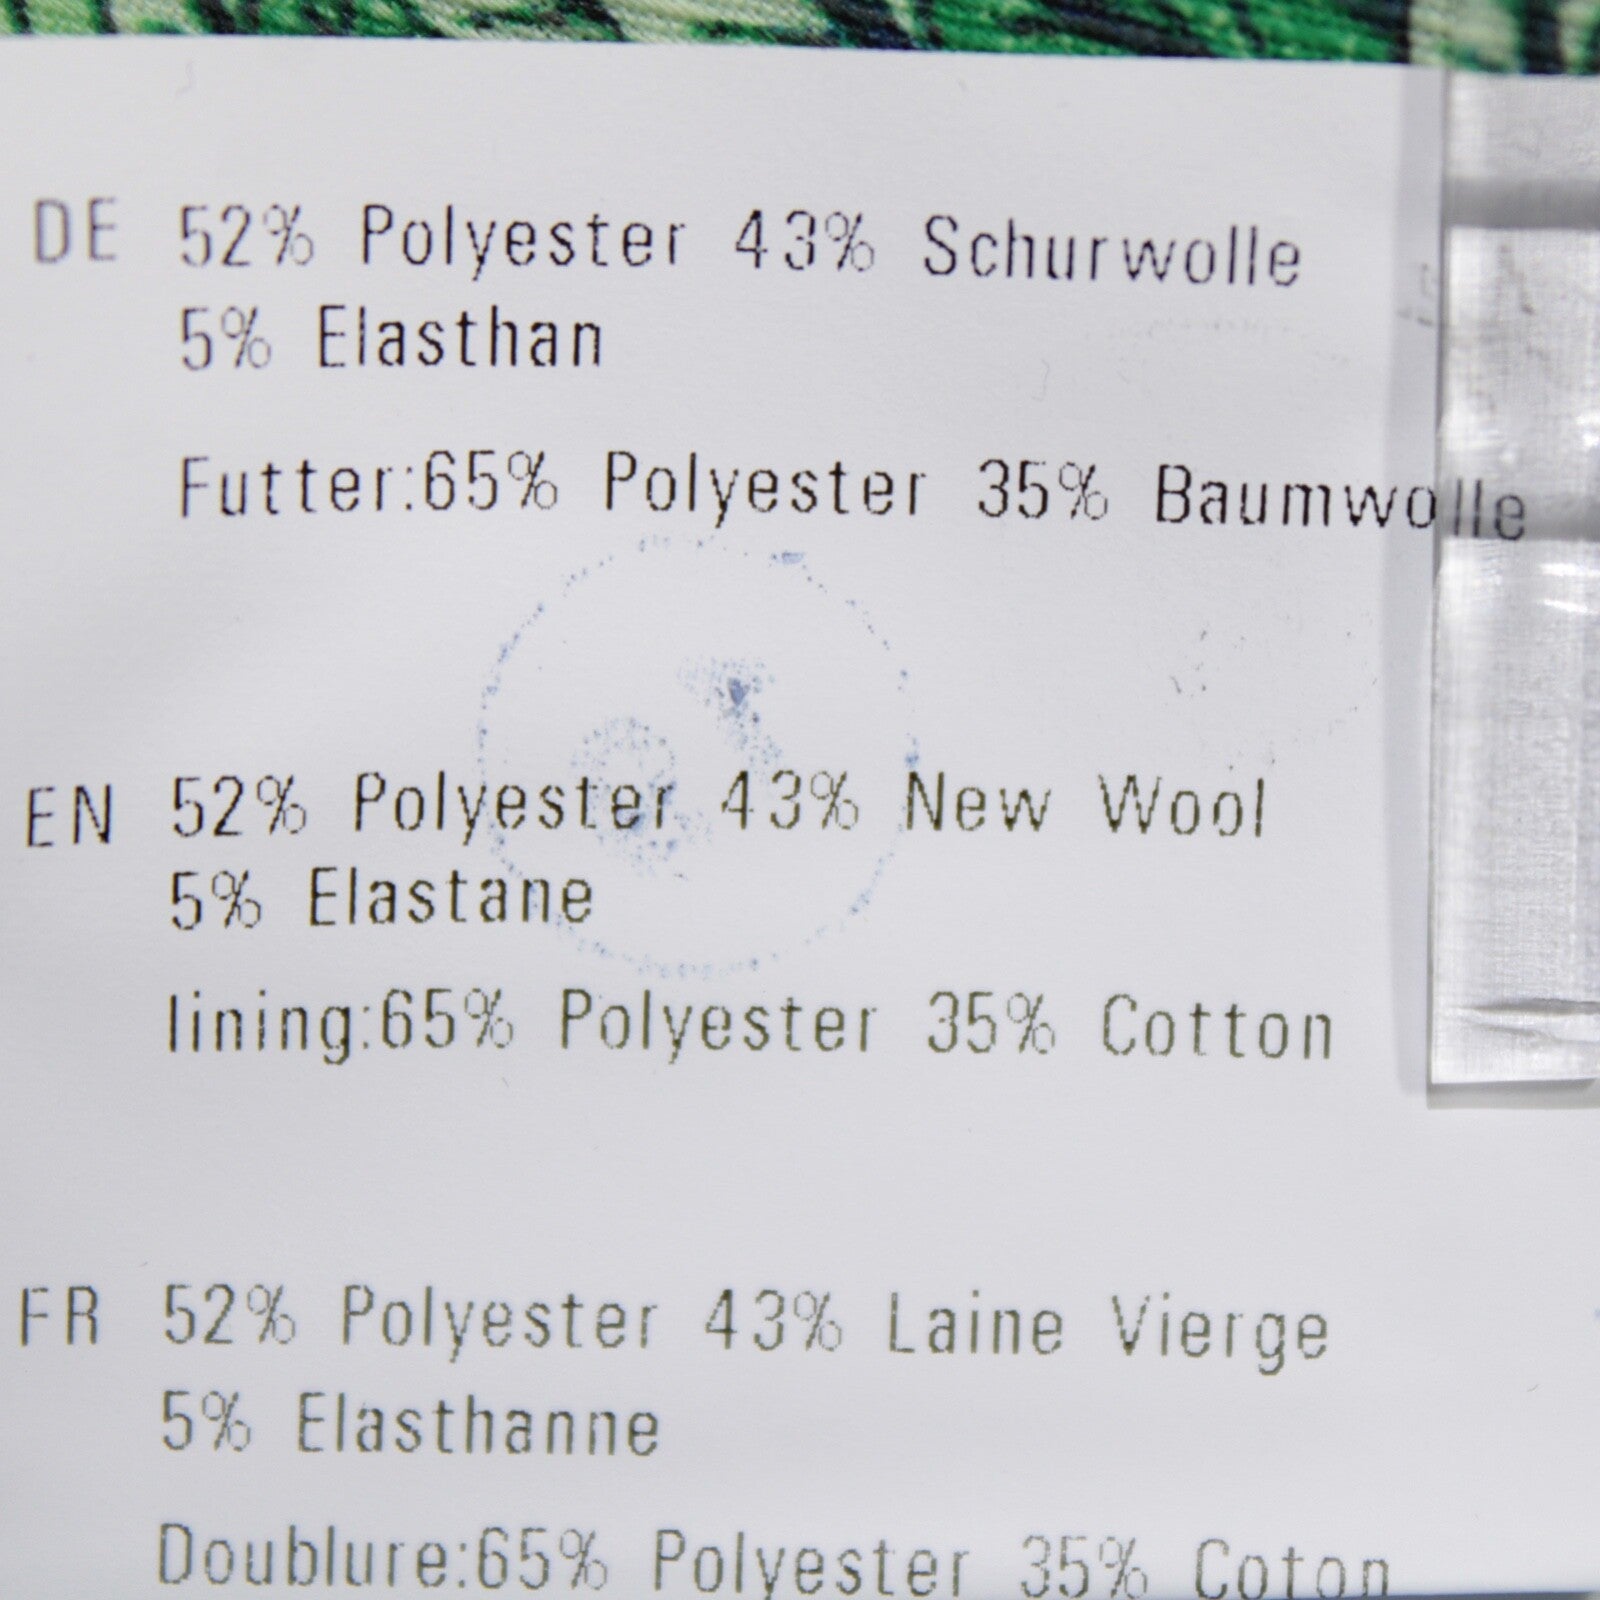 DE 52% Polyester 43% Schurwolle
5% Elasthan
Futter:65% Polyester 35% Baumwolle
EN 52% Polyester 43% New Wool
5% Elastane
lining:65% Polyester 35% Cotton
FR 52% Polyester 43% Laine Vierge
5% Elasthanne
Doublure:65% Polyester 35% Coton